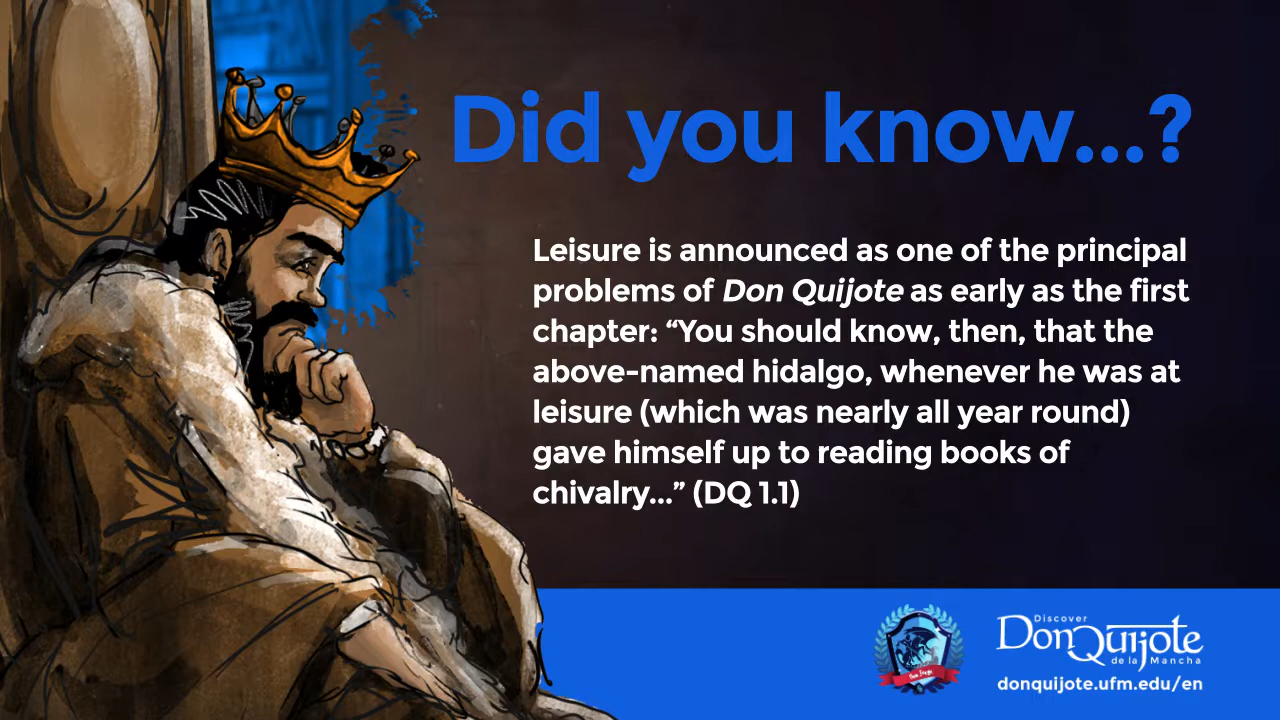 Did you know...?
Leisure is announced as one of the principal
problems of Don Quijote as early as the first
chapter: “You should know, then, that the
above-named hidalgo, whenever he was at
leisure (which was nearly all year round)
gave himself up to reading books of
chivalry...” (DQ 1.1)
Discover
Don Quijote
de la Mancha
donquijote.ufm.edu/en